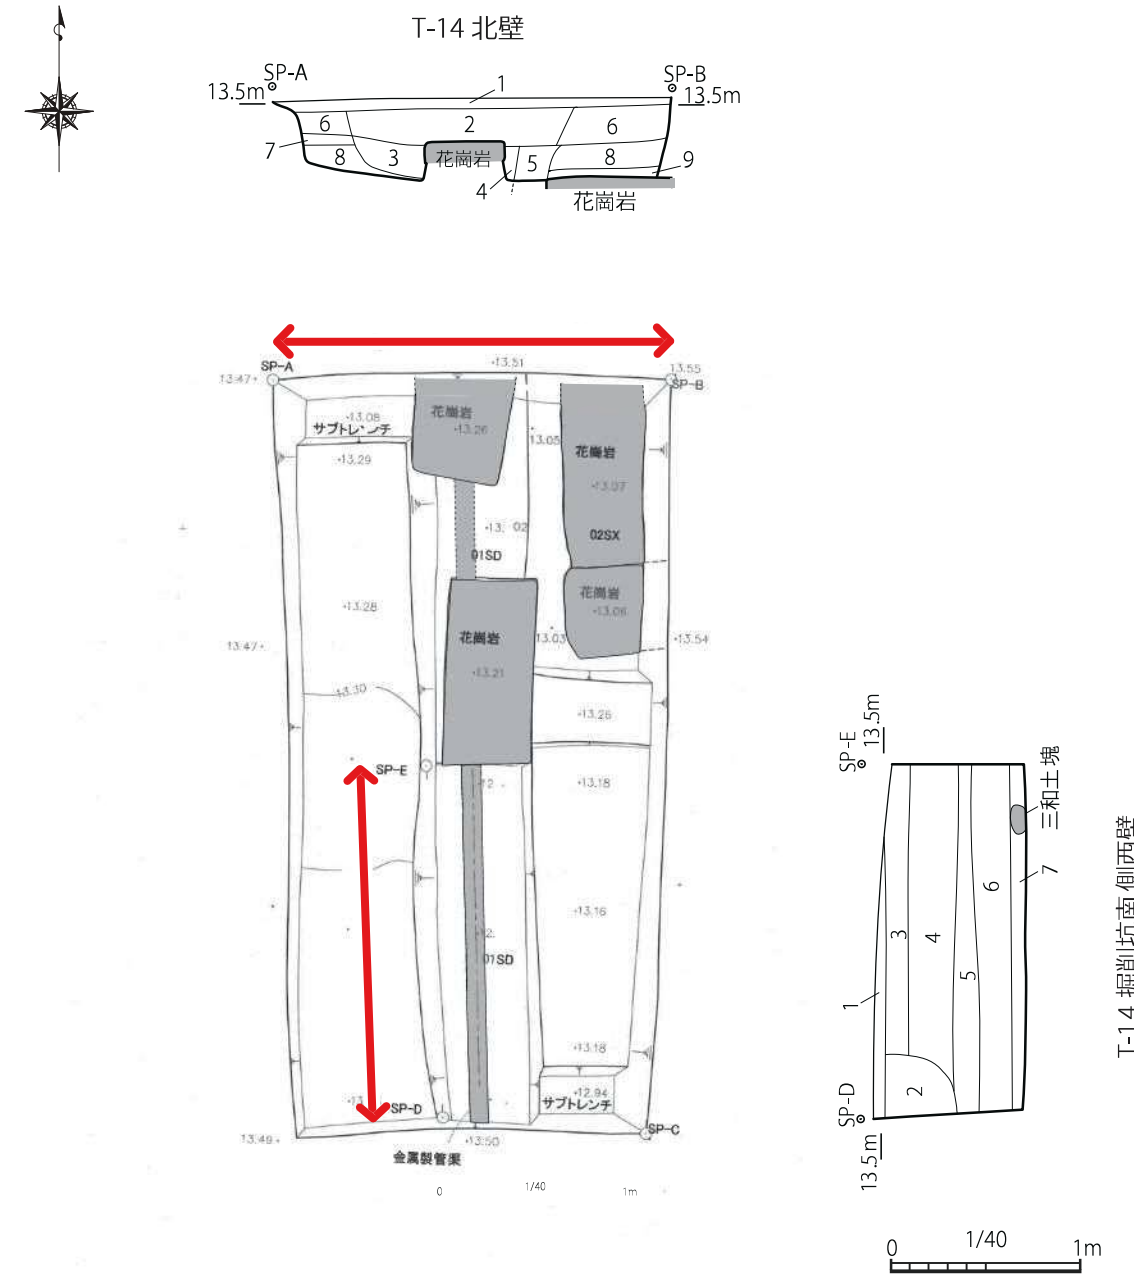 T-14 北壁
SP-A
SP-B
13.5m
13.5m
1
6
2
6
7
8
3
花崗岩
5
8
9
4
花崗岩
SP-A
·13.51
13.55
13.47·
SP-B
花崗岩
·13.08
·13.26
サブトレンチ
13.05
花崗岩
·13.29
·13.07
·13. 02
02SX
01SD
花崗岩
·13.28
·13.06
13.47·
花崗岩
13.03
·13.54
·13.21
·13.30
·13.26
SP-E
·12 .
·13.18
·13.16
·12.
01SD
·13.18
·13.
SP-D
·12.94
サブトレンチ
13.49·
·13.50
SP-C
金属製管渠
0 1/40 1m
SP-E
13.5m
三和土塊
7
6
3
4
5
1
2
SP-D
13.5m
T-14 掘削坑南側西壁
0 1/40 1m